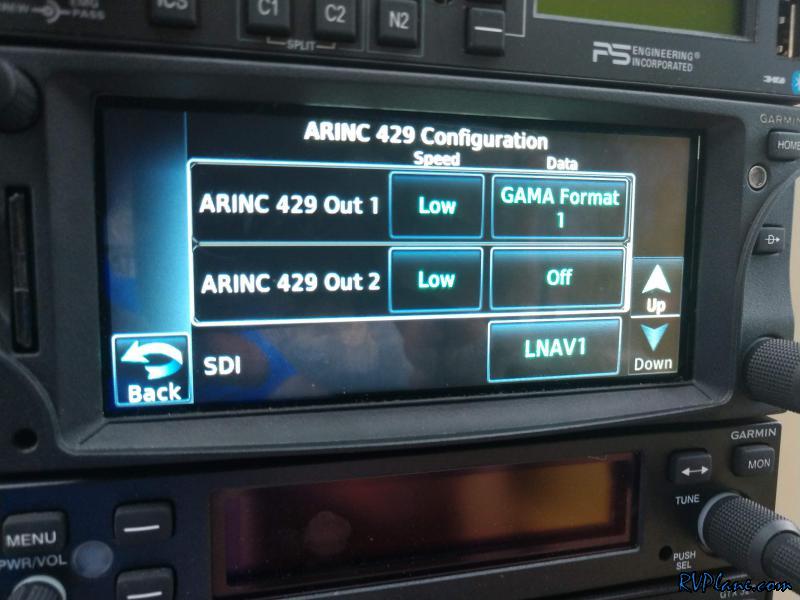 PASS
ICS
C1
C2
N2
SPLIT
PS ENGINEERING®
INCORPORATED
GARMIN
HOME
ARINC 429 Configuration
Speed
Data
ARINC 429 Out 1
Low
GAMA Format
1
ARINC 429 Out 2
Low
Off
Up
SDI
LNAV1
Back
Down
GARMIN
MON
TUNE
MENU
PWR/VOL
PUSH
SEL
RVPlane.com